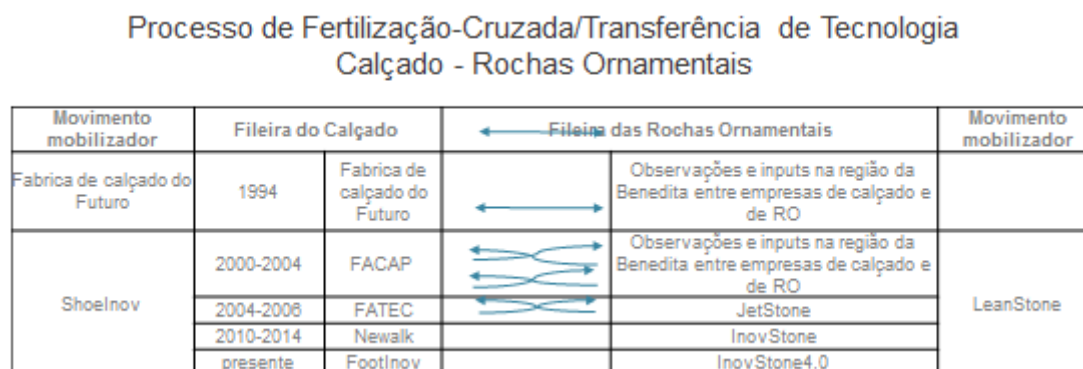 Processo de Fertilização-Cruzada/Transferência de Tecnologia
Calçado - Rochas Ornamentais
Movimento
mobilizador
Fileira do Calçado
Fileira das Rochas Ornamentais
Movimento
mobilizador
Fabrica de calçado do
Futuro
1994
Fabrica de
calçado do
Futuro
Observações e inputs na região da
Benedita entre empresas de calçado e
de RO
ShoeInov
2000-2004
FACAP
Observações e inputs na região da
Benedita entre empresas de calçado e
de RO
LeanStone
2004-2006
FATEC
JetStone
2010-2014
Newalk
InovStone
presente
FootInov
InovStone4.0